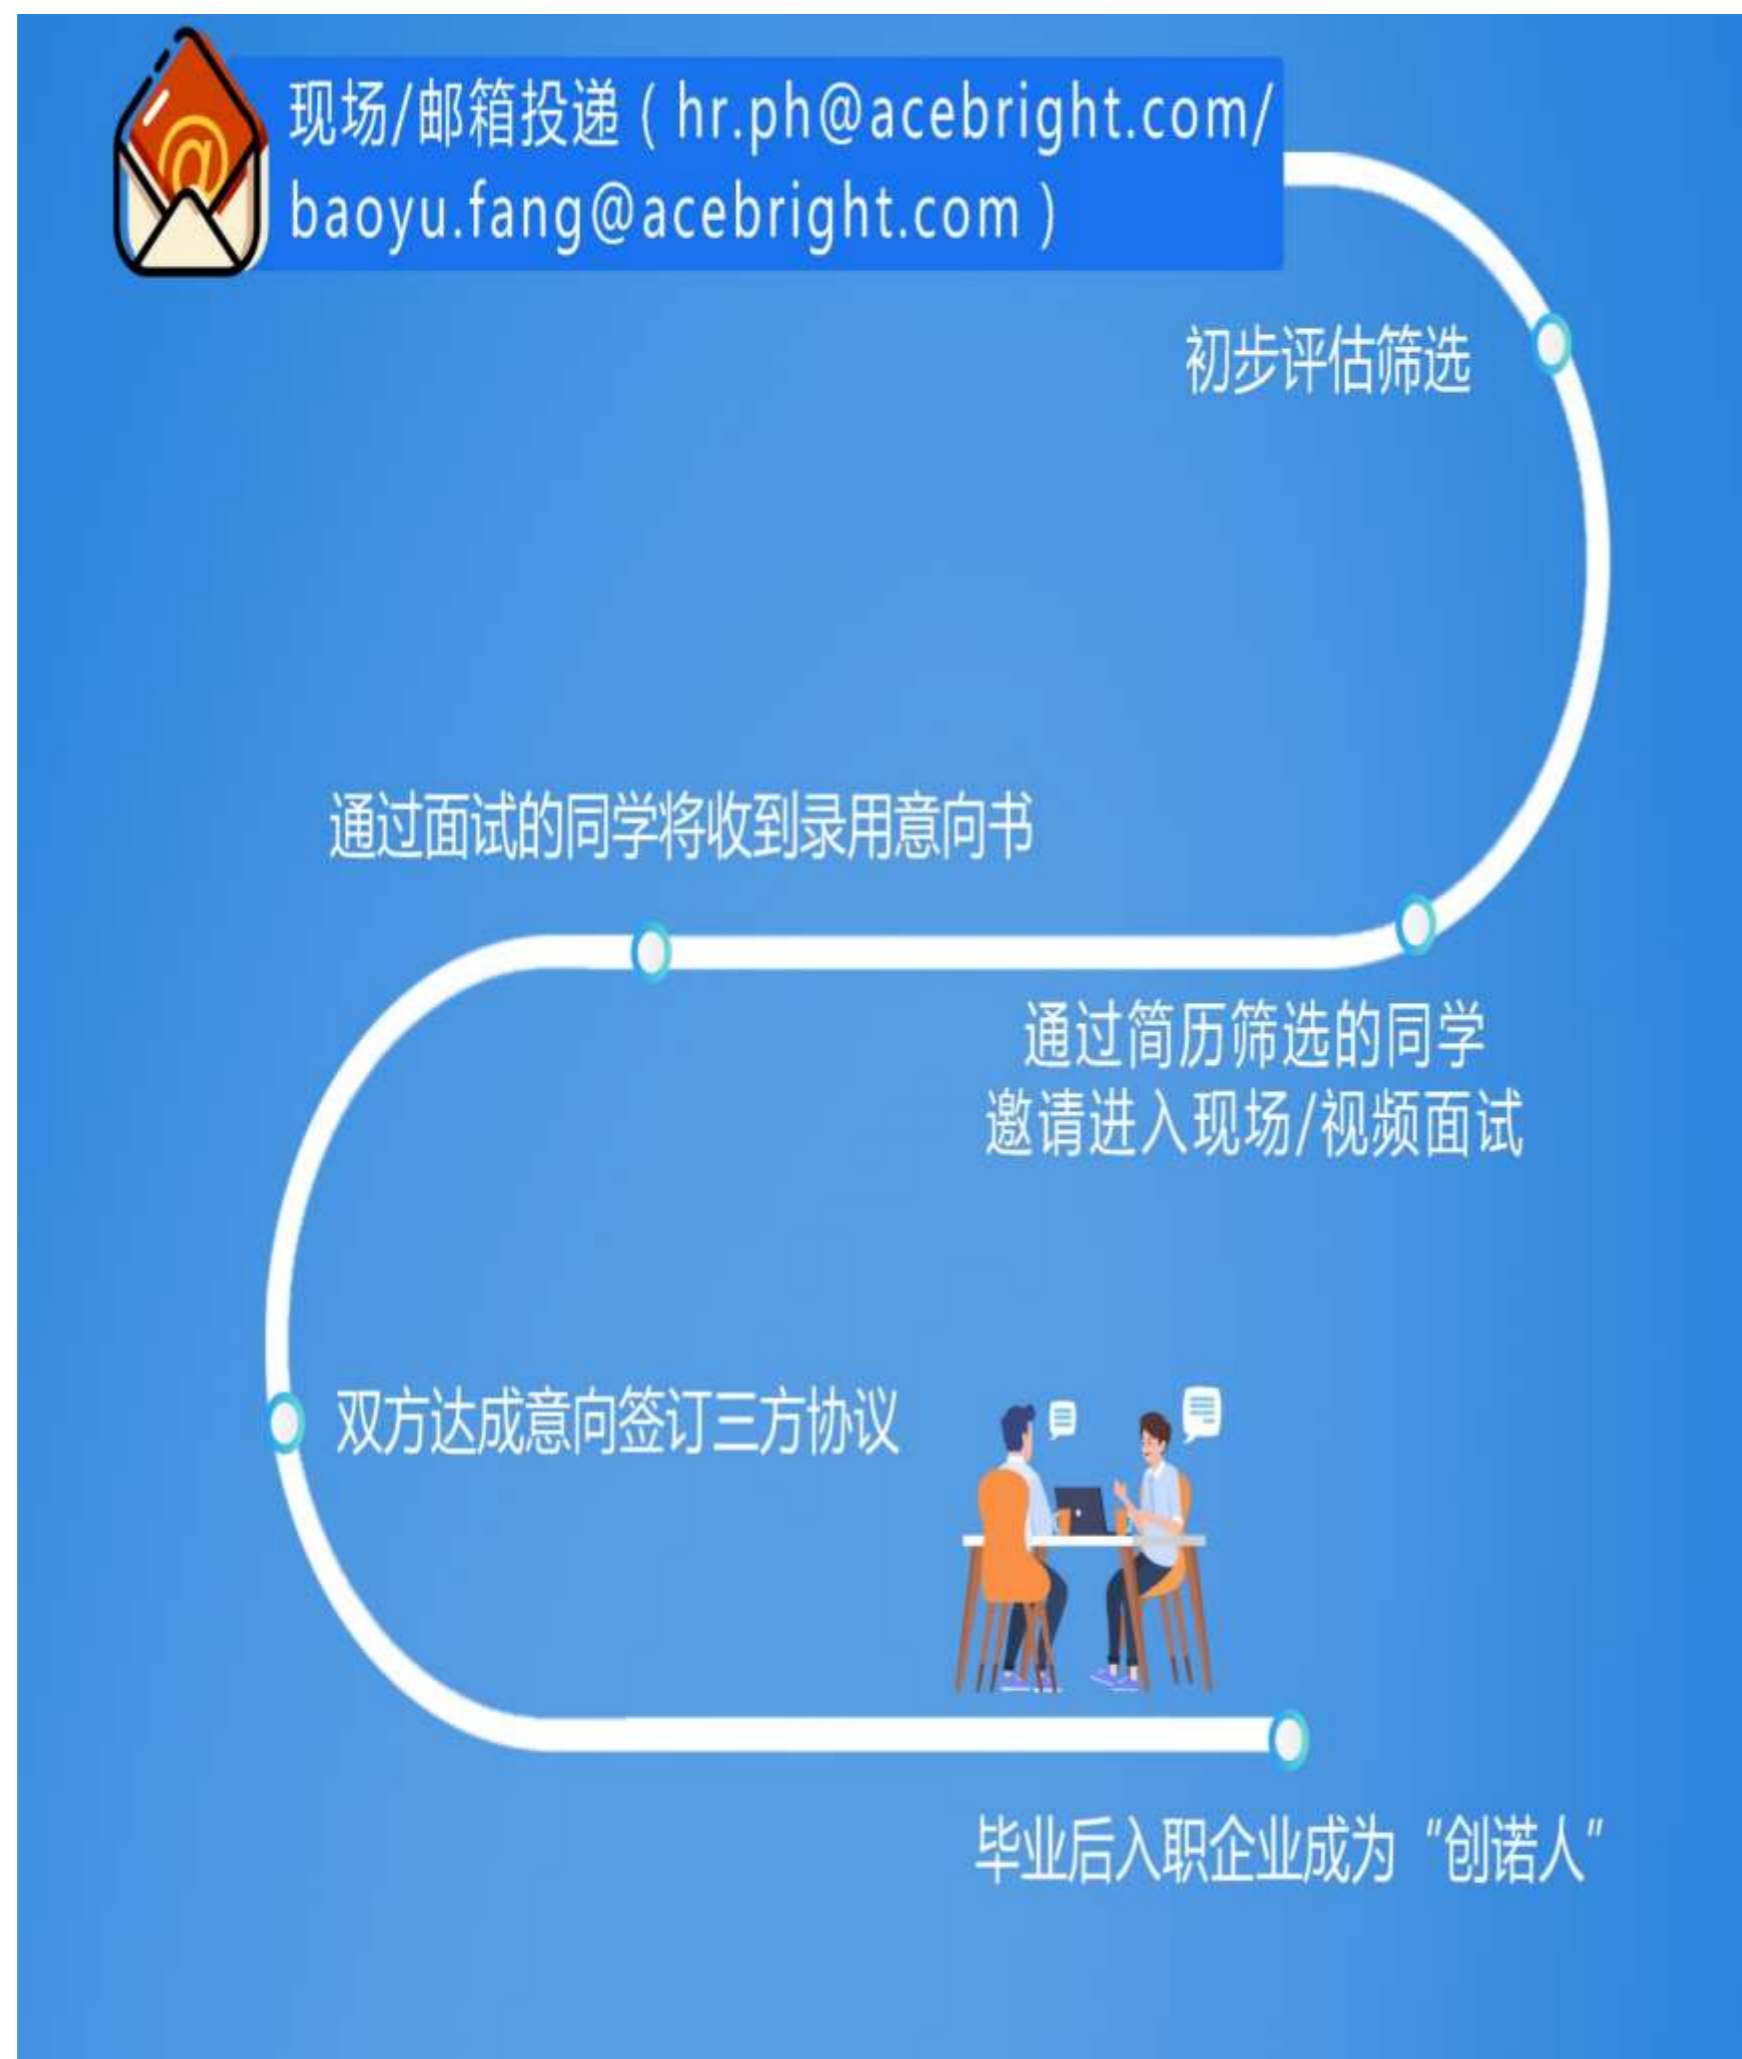 现场/邮箱投递（hr.ph@acebright.com/
baoyu.fang@acebright.com）
初步评估筛选
通过简历筛选的同学
邀请进入现场/视频面试
通过面试的同学将收到录用意向书
双方达成意向签订三方协议
毕业后入职企业成为“创诺人”